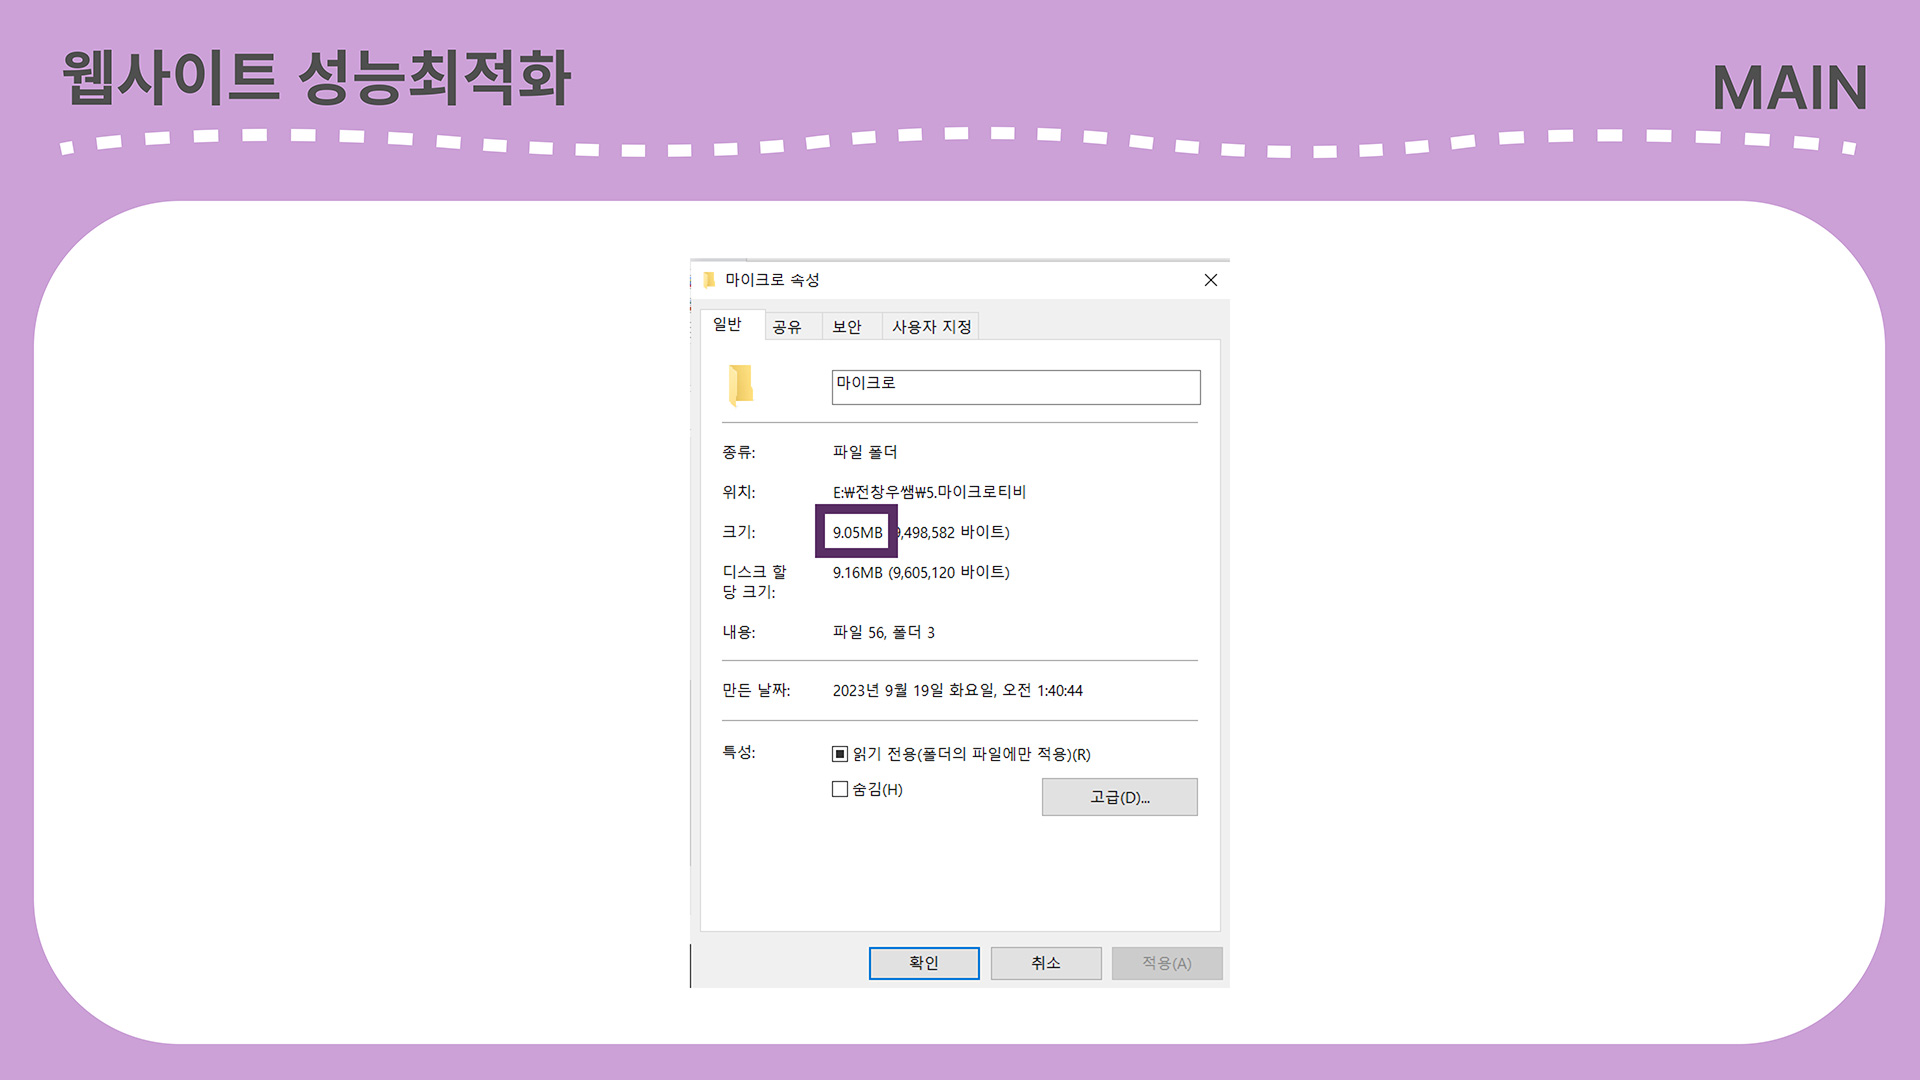 웹사이트 성능최적화
MAIN
마이크로 속성
일반 공유 보안 사용자 지정
마이크로
종류: 파일 폴더
위치: E:₩전창우쌤₩5.마이크로티비
크기: 9.05MB 9,498,582 바이트)
디스크 할 9.16MB (9,605,120 바이트)
당 크기:
내용: 파일 56, 폴더 3
만든 날짜: 2023년 9월 19일 화요일, 오전 1:40:44
특성: 읽기 전용(폴더의 파일에만 적용)(R)
숨김(H)
고급(D)...
확인 취소 적용(A)